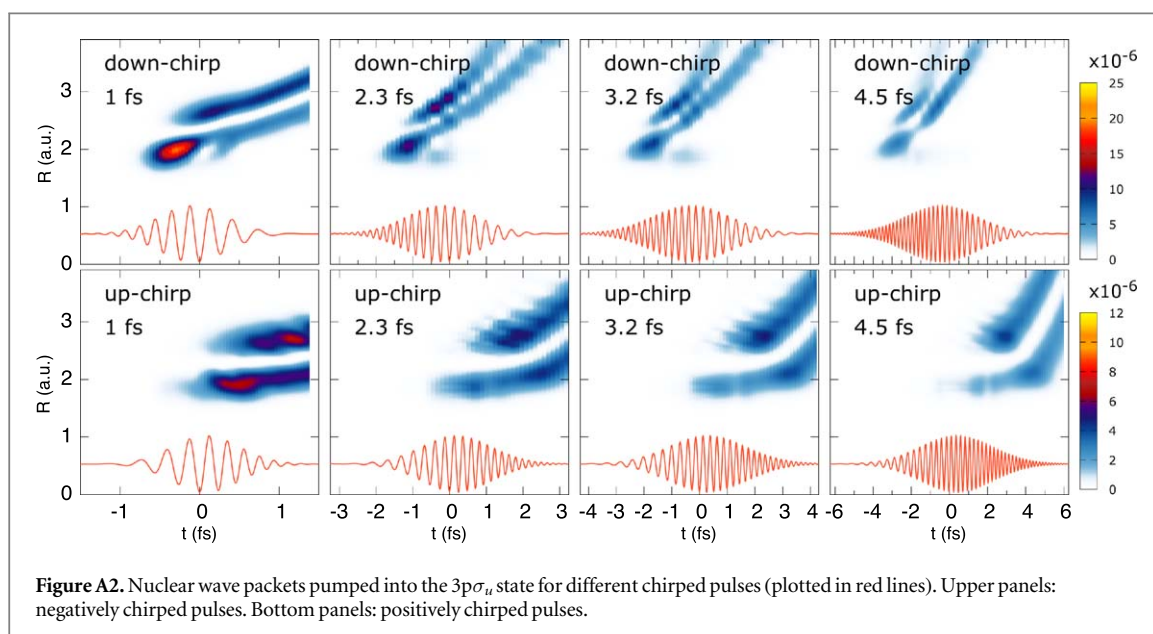 down-chirp
1 fs
down-chirp
2.3 fs
down-chirp
3.2 fs
down-chirp
4.5 fs
×10⁻⁶
25
20
15
10
5
0
R (a.u.)
3
2
1
0
up-chirp
1 fs
up-chirp
2.3 fs
up-chirp
3.2 fs
up-chirp
4.5 fs
×10⁻⁶
12
10
8
6
4
2
0
R (a.u.)
3
2
1
0
-1 0 1
-3 -2 -1 0 1 2 3
-4 -3 -2 -1 0 1 2 3 4
-6 -4 -2 0 2 4 6
t (fs) t (fs) t (fs) t (fs)
Figure A2. Nuclear wave packets pumped into the 3pσᵤ state for different chirped pulses (plotted in red lines). Upper panels:
negatively chirped pulses. Bottom panels: positively chirped pulses.